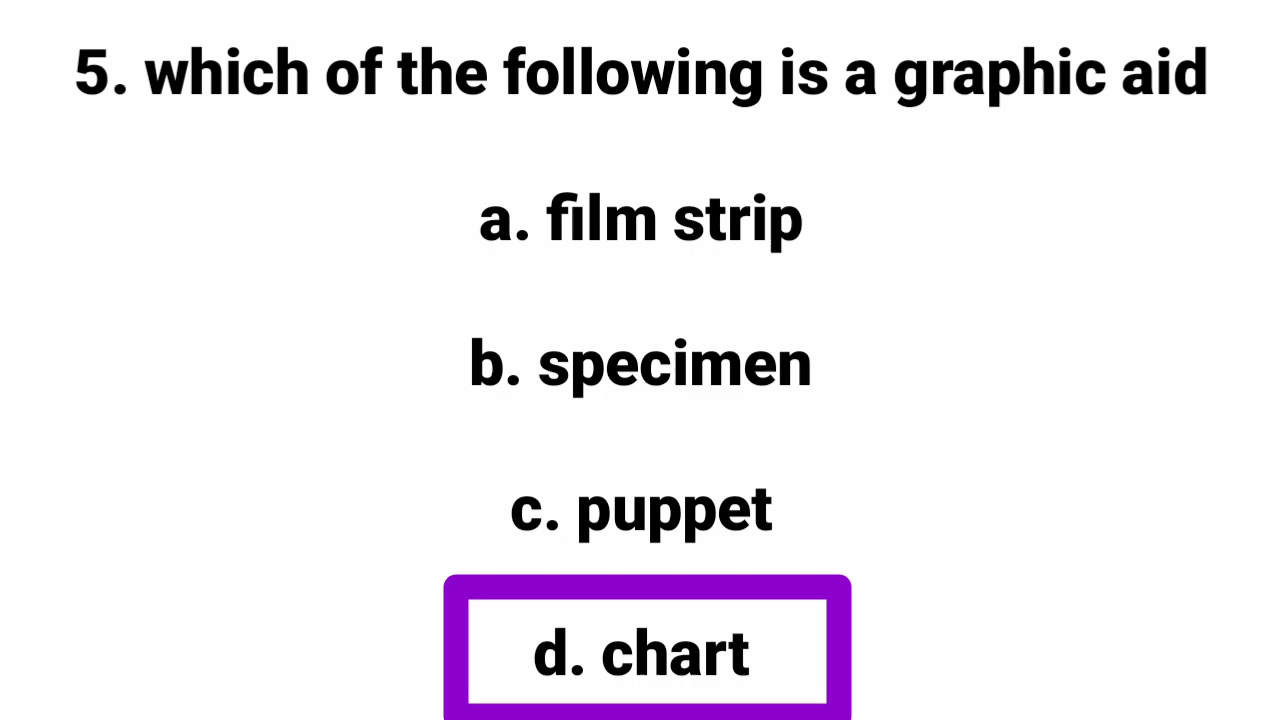 5. which of the following is a graphic aid
a. film strip
b. specimen
c. puppet
d. chart